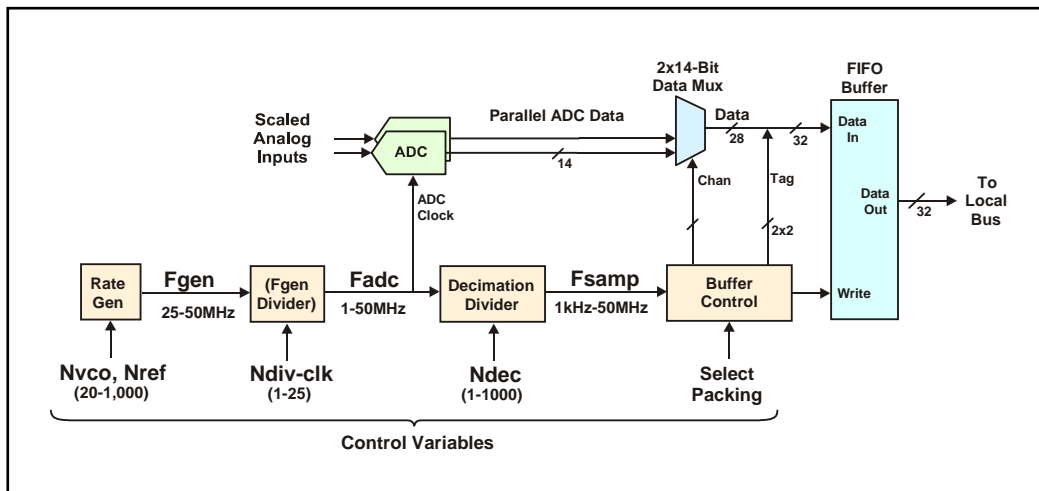 2x14-Bit
Data Mux
FIFO
Buffer
Scaled
Analog
Inputs
ADC
Parallel ADC Data
14
Data
28
32
Data
In
Chan
Tag
2x2
Data
Out
32
To
Local
Bus
ADC
Clock
Rate
Gen
Fgen
25-50MHz
(Fgen
Divider)
Fadc
1-50MHz
Decimation
Divider
Fsamp
1kHz-50MHz
Buffer
Control
Write
Nvco, Nref
(20-1,000)
Ndiv-clk
(1-25)
Ndec
(1-1000)
Select
Packing
Control Variables